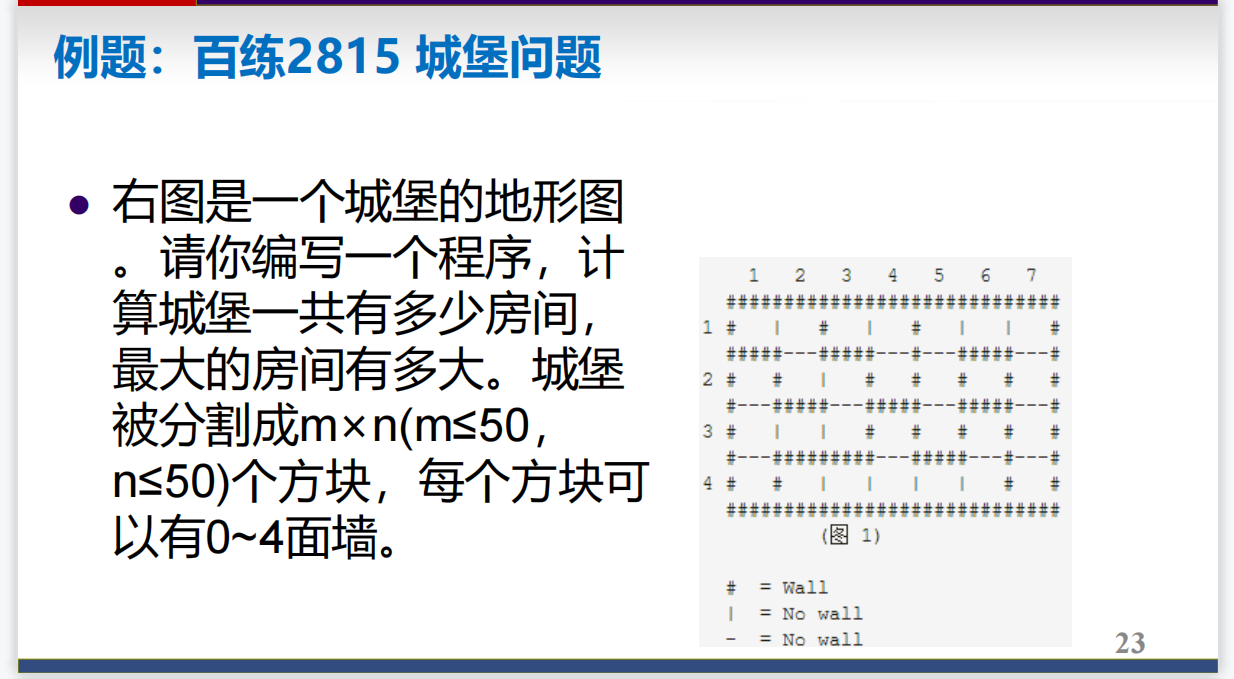 例题：百练2815 城堡问题
右图是一个城堡的地形图
。请你编写一个程序，计
算城堡一共有多少房间，
最大的房间有多大。城堡
被分割成m×n(m≤50，
n≤50)个方块，每个方块可
以有0~4面墙。
1 2 3 4 5 6 7
#############################
1 # | # | # | | #
#####---#####---#---#####---#
2 # # | # # # # #
#---#####---#####---#####---#
3 # | | # # # # #
#---#########---#####---#---#
4 # # | | | | # #
#############################
(图 1)
# = Wall
| = No wall
- = No wall
23